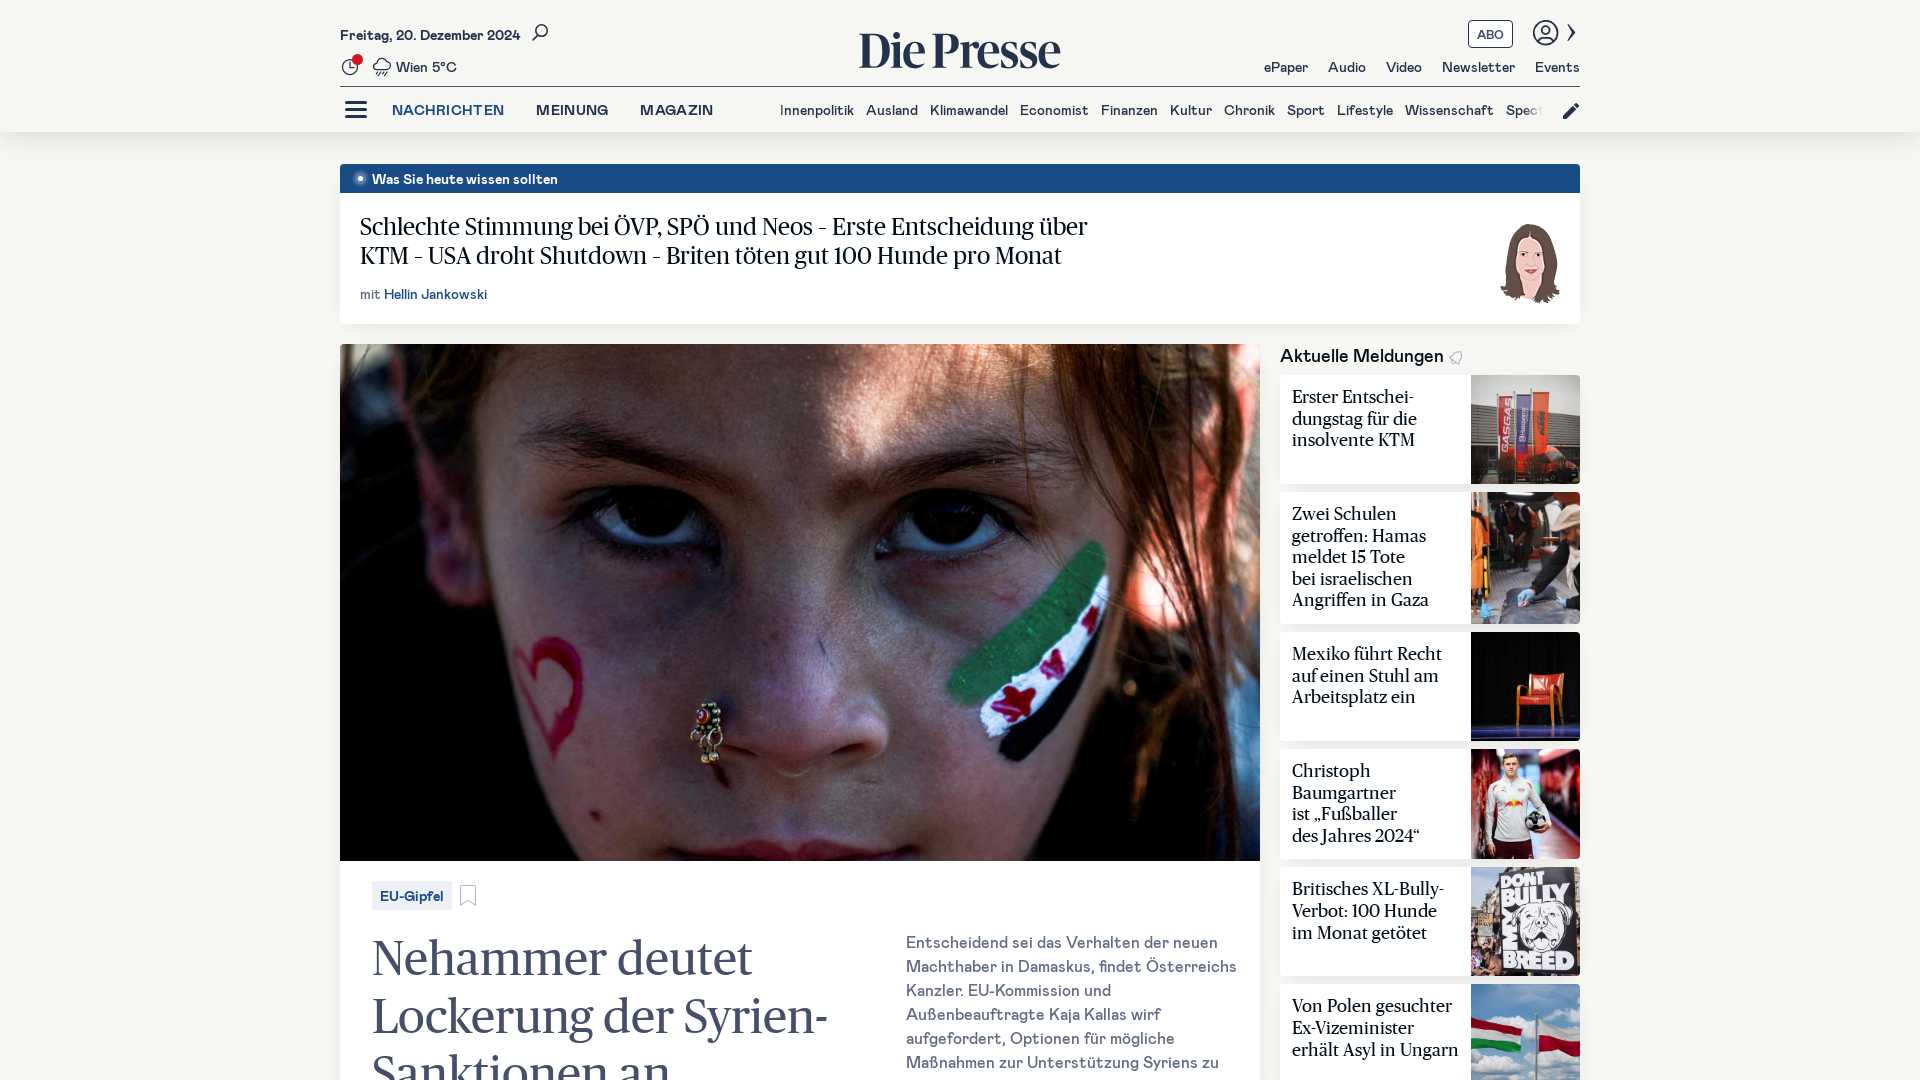 Freitag, 20. Dezember 2024
Wien 5°C
Die Presse
ABO
ePaper Audio Video Newsletter Events
NACHRICHTEN MEINUNG MAGAZIN
Innenpolitik Ausland Klimawandel Economist Finanzen Kultur Chronik Sport Lifestyle Wissenschaft Spect
Was Sie heute wissen sollten
Schlechte Stimmung bei ÖVP, SPÖ und Neos – Erste Entscheidung über
KTM – USA droht Shutdown – Briten töten gut 100 Hunde pro Monat
mit Hellin Jankowski
EU-Gipfel
Nehammer deutet
Lockerung der Syrien-
Sanktionen an
Entscheidend sei das Verhalten der neuen
Machthaber in Damaskus, findet Österreichs
Kanzler. EU-Kommission und
Außenbeauftragte Kaja Kallas wirf
aufgefordert, Optionen für mögliche
Maßnahmen zur Unterstützung Syriens zu
Aktuelle Meldungen
Erster Entschei-
dungstag für die
insolvente KTM
GASGAS
Zwei Schulen
getroffen: Hamas
meldet 15 Tote
bei israelischen
Angriffen in Gaza
Mexiko führt Recht
auf einen Stuhl am
Arbeitsplatz ein
Christoph
Baumgartner
ist „Fußballer
des Jahres 2024“
Britisches XL-Bully-
Verbot: 100 Hunde
im Monat getötet
DON'T
BULLY
MY
BREED
Von Polen gesuchter
Ex-Vizeminister
erhält Asyl in Ungarn